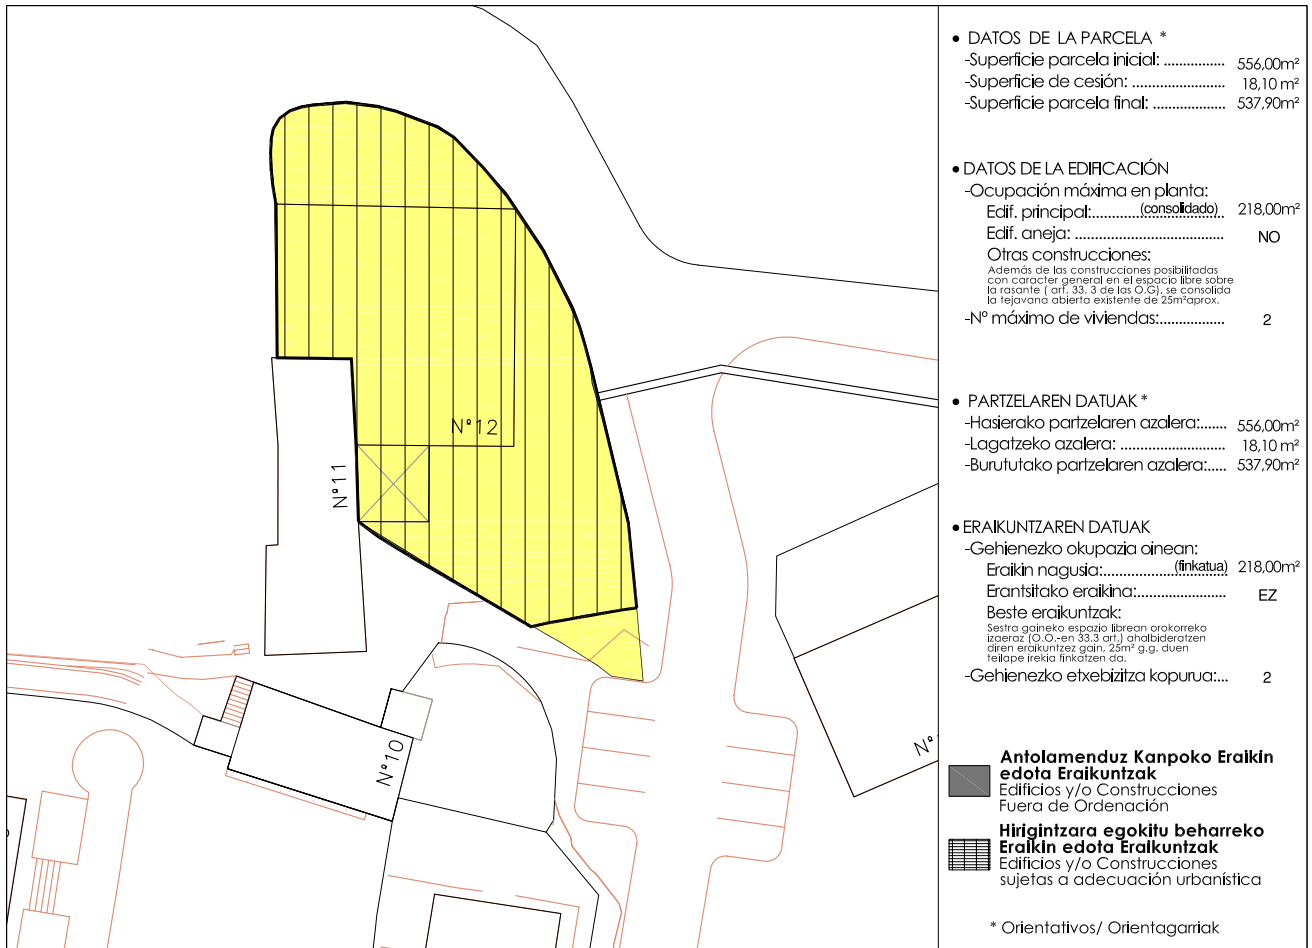 • DATOS DE LA PARCELA *
-Superficie parcela inicial: ............... 556,00m²
-Superficie de cesión: ....................... 18,10 m²
-Superficie parcela final: .................. 537,90m²
• DATOS DE LA EDIFICACIÓN
-Ocupación máxima en planta:
Edif. principal:................(consolidado) 218,00m²
Edif. aneja: ..................................... NO
Otras construcciones:
Además de las construcciones posibilitadas
con caracter general en el espacio libre sobre
la rasante ( art. 33. 3 de las O.G), se consolida
la tejavana abierta existente de 25m²aprox.
-Nº máximo de viviendas:................ 2
• PARTZELAREN DATUAK *
-Hasierako partzelaren azalera:....... 556,00m²
-Lagatzeko azalera: .......................... 18,10 m²
-Burututako partzelaren azalera:..... 537,90m²
• ERAIKUNTZAREN DATUAK
-Gehienezko okupazia oinean:
Eraikin nagusia:................(finkatua) 218,00m²
Erantsitako eraikina:...................... EZ
Beste eraikuntzak:
Sestra gaineko espazio librean orokorreko
izaeraz (O.O.-en 33.3 art.) ahalbideratzen
diren eraikuntzez gain, 25m² g.g. duen
teilape irekia finkatzen da.
-Gehienezko etxebizitza kopurua:... 2
Antolamenduz Kanpoko Eraikin
edota Eraikuntzak
Edificios y/o Construcciones
Fuera de Ordenación
Hirigintzara egokitu beharreko
Eraikin edota Eraikuntzak
Edificios y/o Construcciones
sujetas a adecuación urbanística
* Orientativos/ Orientagarriak
Nº12
Nº11
Nº10
Nº